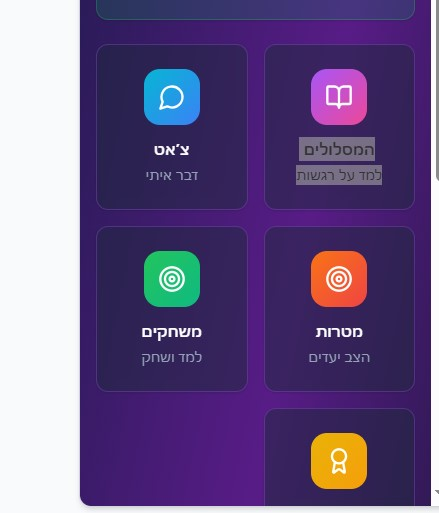 המסלולים
למד על רגשות
צ'אט
דבר איתי
מטרות
הצב יעדים
משחקים
למד ושחק